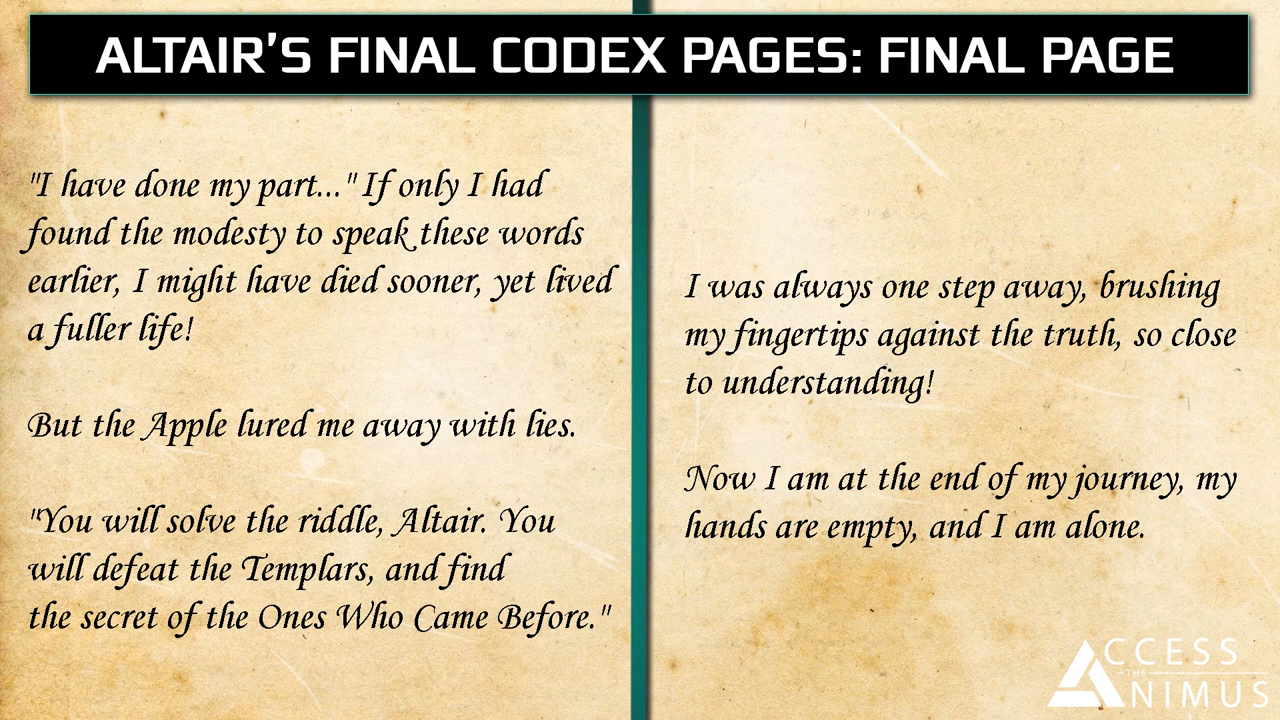 ALTAIR'S FINAL CODEX PAGES: FINAL PAGE
"I have done my part..." If only I had
found the modesty to speak these words
earlier, I might have died sooner, yet lived
a fuller life!
But the Apple lured me away with lies.
"You will solve the riddle, Altair. You
will defeat the Templars, and find
the secret of the Ones Who Came Before."
I was always one step away, brushing
my fingertips against the truth, so close
to understanding!
Now I am at the end of my journey, my
hands are empty, and I am alone.
ACCESS
THE
ANIMUS